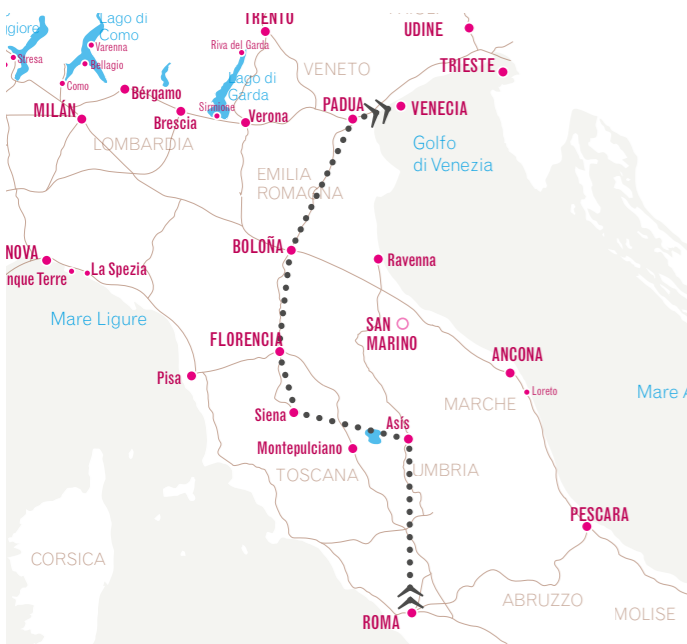 TRENTO
Lago di
Como
ggiore
Varenna
Stresa
Bellagio
Como
Riva del Garda
UDINE
VENETO
TRIESTE
Lago di
Garda
Bérgamo
MILÁN
Sirmione
Brescia
Verona
PADUA
VENECIA
LOMBARDIA
Golfo
di Venezia
EMILIA
ROMAGNA
BOLOÑA
NOVA
La Spezia
nque Terre
Ravenna
Mare Ligure
SAN
MARINO
FLORENCIA
ANCONA
Pisa
Loreto
Mare A
MARCHE
Siena
Asís
Montepulciano
TOSCANA
UMBRIA
PESCARA
CORSICA
ABRUZZO
MOLISE
ROMA